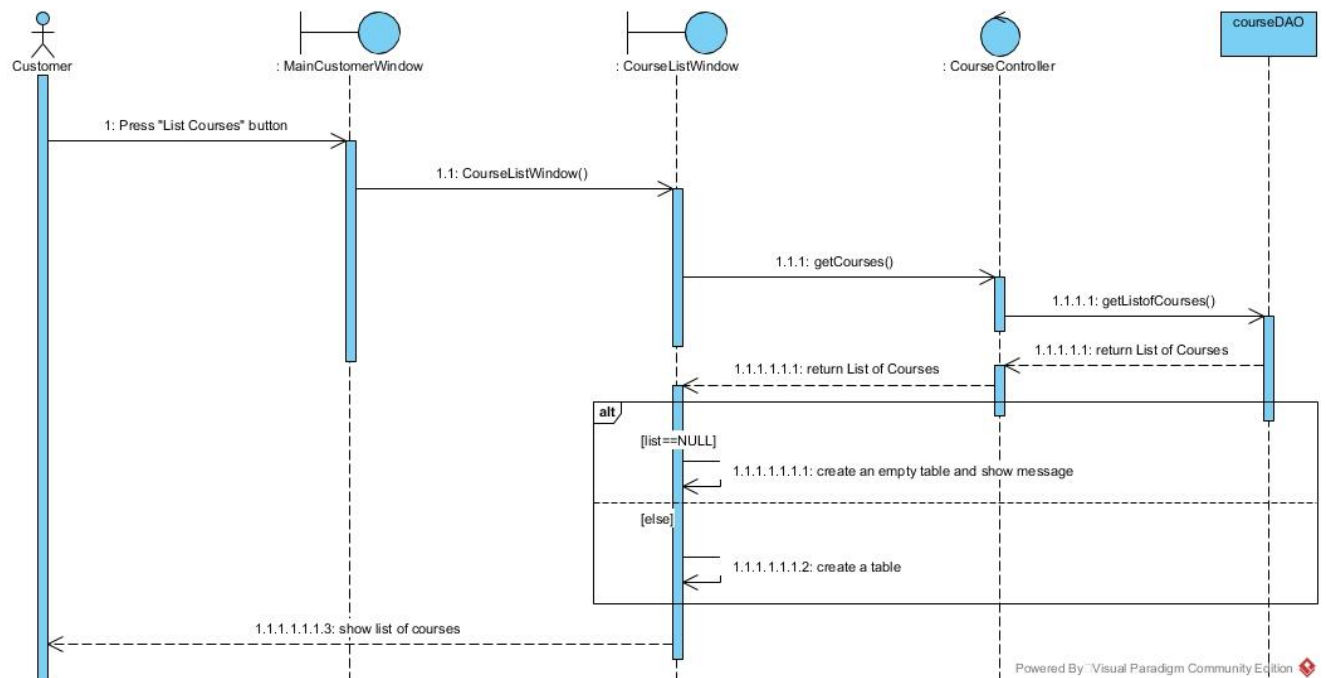 courseDAO
Customer
: MainCustomerWindow
: CourseListWindow
: CourseController
1: Press "List Courses" button
1.1: CourseListWindow()
1.1.1: getCourses()
1.1.1.1: getListofCourses()
1.1.1.1.1: return List of Courses
1.1.1.1.1.1: return List of Courses
alt
[list==NULL]
1.1.1.1.1.1.1: create an empty table and show message
[else]
1.1.1.1.1.1.2: create a table
1.1.1.1.1.1.3: show list of courses
Powered By Visual Paradigm Community Edition